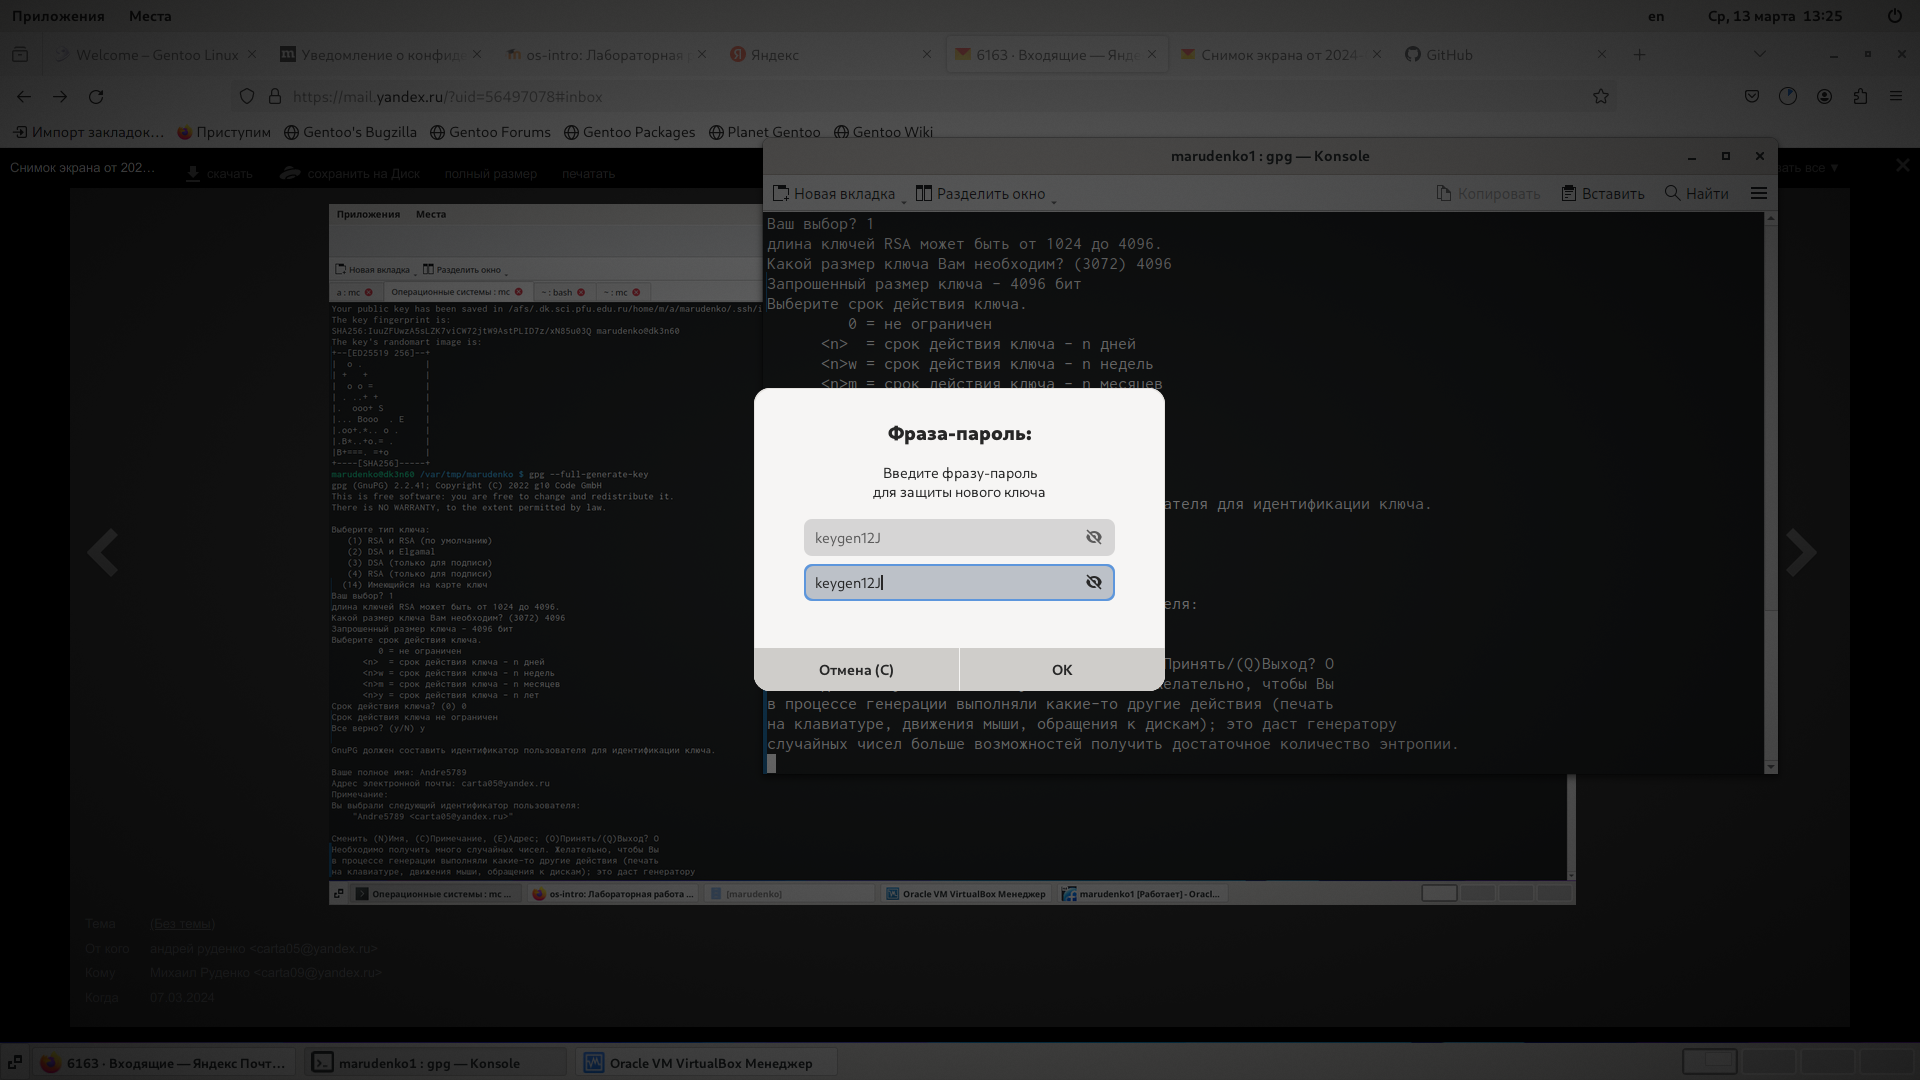 Приложения Места
en Ср, 13 марта 13:25
Welcome – Gentoo Linux
Уведомление о конфид
os-intro: Лабораторная
Яндекс
6163 · Входящие — Янде
Снимок экрана от 2024-
GitHub
https://mail.yandex.ru/?uid=56497078#inbox
Импорт закладок…
Приступим
Gentoo's Bugzilla
Gentoo Forums
Gentoo Packages
Planet Gentoo
Gentoo Wiki
Снимок экрана от 202...
скачать
сохранить на Диск
полный размер
печатать
все
marudenko1 : gpg — Konsole
Новая вкладка
Разделить окно
Копировать
Вставить
Найти
Ваш выбор? 1
длина ключей RSA может быть от 1024 до 4096.
Какой размер ключа Вам необходим? (3072) 4096
Запрошенный размер ключа - 4096 бит
Выберите срок действия ключа.
0 = не ограничен
<n>  = срок действия ключа - n дней
<n>w = срок действия ключа - n недель
<n>m = срок действия ключа - n месяцев
ателя для идентификации ключа.
еля:
Принять/(Q)Выход? O
желательно, чтобы Вы
в процессе генерации выполняли какие-то другие действия (печать
на клавиатуре, движения мыши, обращения к дискам); это даст генератору
случайных чисел больше возможностей получить достаточное количество энтропии.
Фраза-пароль:
Введите фразу-пароль
для защиты нового ключа
keygen12J
keygen12J
Отмена (C)
OK
Приложения Места
Новая вкладка
Разделить окно
a : mc
Операционные системы : mc
~ : bash
~ : mc
Your public key has been saved in /afs/.dk.sci.pfu.edu.ru/home/m/a/marudenko/.ssh/i
The key fingerprint is:
SHA256:IuuZFUwzA5sLZK7viCW72jtW9AstPLID7z/xN85u03Q marudenko@dk3n60
The key's randomart image is:
+--[ED25519 256]--+
|  o .            |
| +   +           |
|  o o =          |
| . ..+ +         |
|.  ooo+ S        |
|... Booo  . E    |
|.oo+.+.. o .     |
|.B+..+o.= .      |
|B+===. =+o       |
+----[SHA256]-----+
marudenko@dk3n60 /var/tmp/marudenko $ gpg --full-generate-key
gpg (GnuPG) 2.2.41; Copyright (C) 2022 g10 Code GmbH
This is free software: you are free to change and redistribute it.
There is NO WARRANTY, to the extent permitted by law.
Выберите тип ключа:
(1) RSA и RSA (по умолчанию)
(2) DSA и Elgamal
(3) DSA (только для подписи)
(4) RSA (только для подписи)
(14) Имеющийся на карте ключ
Ваш выбор? 1
длина ключей RSA может быть от 1024 до 4096.
Какой размер ключа Вам необходим? (3072) 4096
Запрошенный размер ключа - 4096 бит
Выберите срок действия ключа.
0 = не ограничен
<n>  = срок действия ключа - n дней
<n>w = срок действия ключа - n недель
<n>m = срок действия ключа - n месяцев
<n>y = срок действия ключа - n лет
Срок действия ключа? (0) 0
Срок действия ключа не ограничен
Все верно? (y/N) y
GnuPG должен составить идентификатор пользователя для идентификации ключа.
Ваше полное имя: Andre5789
Адрес электронной почты: carta05@yandex.ru
Примечание:
Вы выбрали следующий идентификатор пользователя:
"Andre5789 <carta05@yandex.ru>"
Сменить (N)Имя, (C)Примечание, (E)Адрес; (O)Принять/(Q)Выход? O
Необходимо получить много случайных чисел. Желательно, чтобы Вы
в процессе генерации выполняли какие-то другие действия (печать
на клавиатуре, движения мыши, обращения к дискам); это даст генератору
Операционные системы : mc ...
os-intro: Лабораторная работа ...
[marudenko]
Oracle VM VirtualBox Менеджер
marudenko1 [Работает] - Oracl...
Тема (Без темы)
От кого андрей руденко <carta05@yandex.ru>
Кому Михаил Руденко <carta09@yandex.ru>
Когда 07.03.2024
6163 · Входящие — Яндекс Почт...
marudenko1 : gpg — Konsole
Oracle VM VirtualBox Менеджер